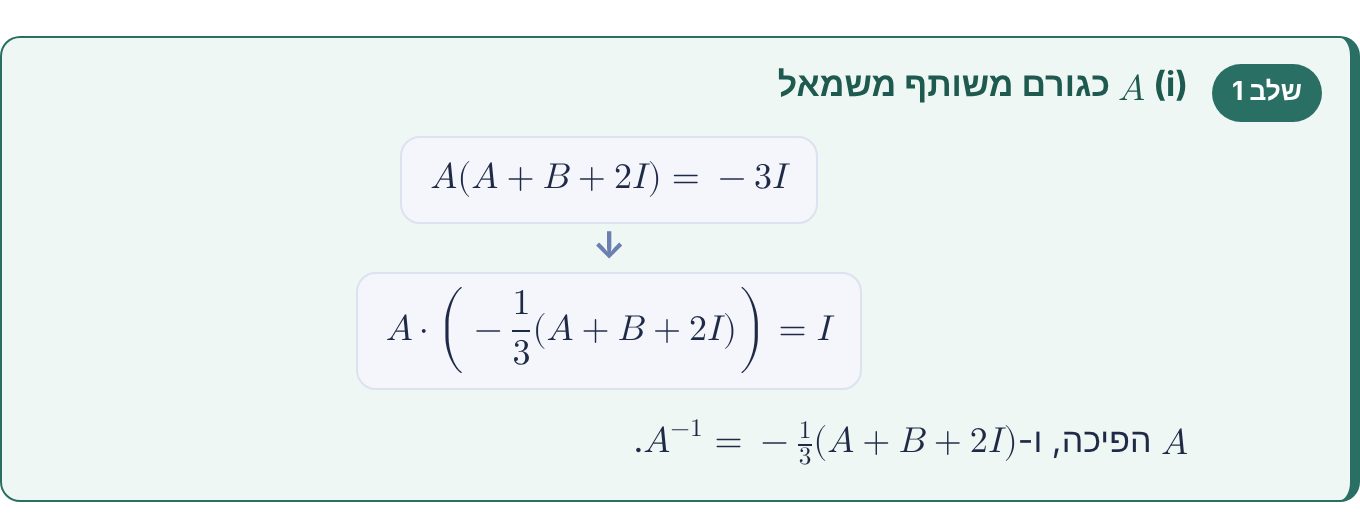 שלב 1
(i) A כגורם משותף משמאל
A(A + B + 2I) = −3I
↓
A · (−1/3(A + B + 2I)) = I
A הפיכה, ו-A⁻¹ = −1/3(A + B + 2I).